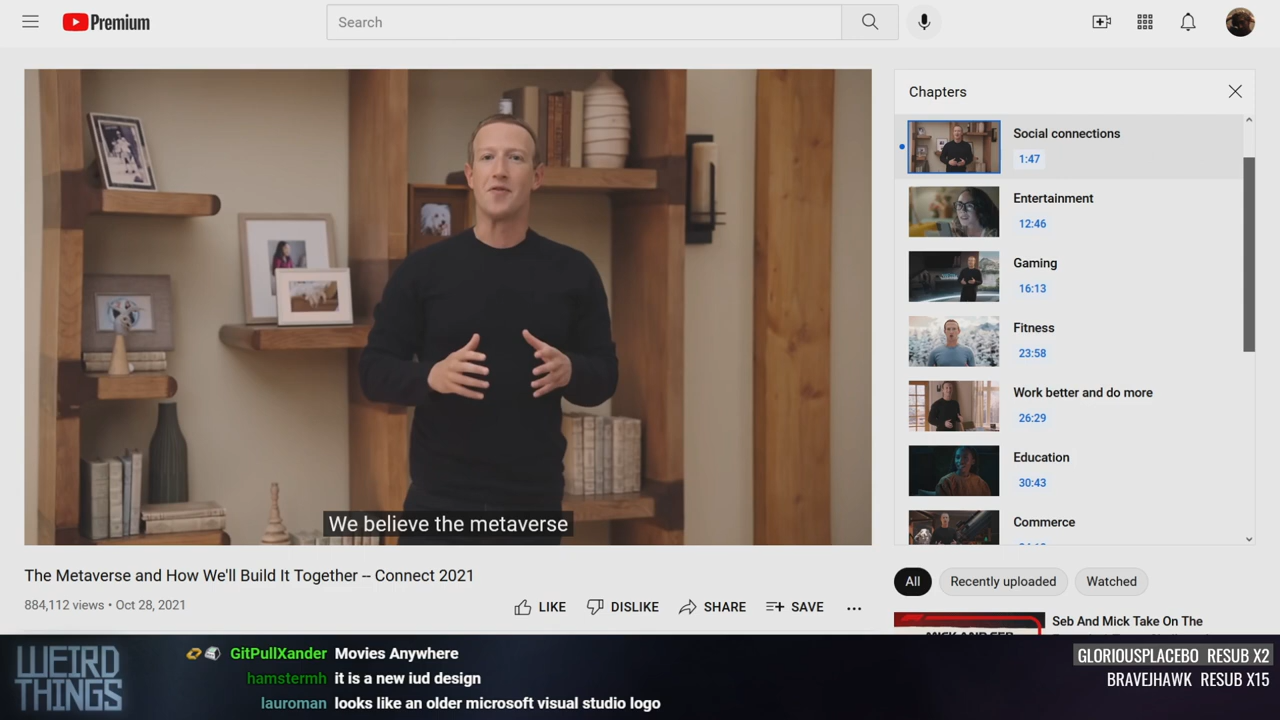 Premium
Search
Chapters
Social connections
1:47
Entertainment
12:46
Gaming
16:13
Fitness
23:58
Work better and do more
26:29
Education
30:43
Commerce
We believe the metaverse
The Metaverse and How We'll Build It Together -- Connect 2021
884,112 views • Oct 28, 2021
LIKE
DISLIKE
SHARE
SAVE
All
Recently uploaded
Watched
Seb And Mick Take On The
WEIRD
THINGS
GitPullXander Movies Anywhere
hamstermh it is a new iud design
lauroman looks like an older microsoft visual studio logo
GLORIOUSPLACEBO RESUB X2
BRAVEJHAWK RESUB X15